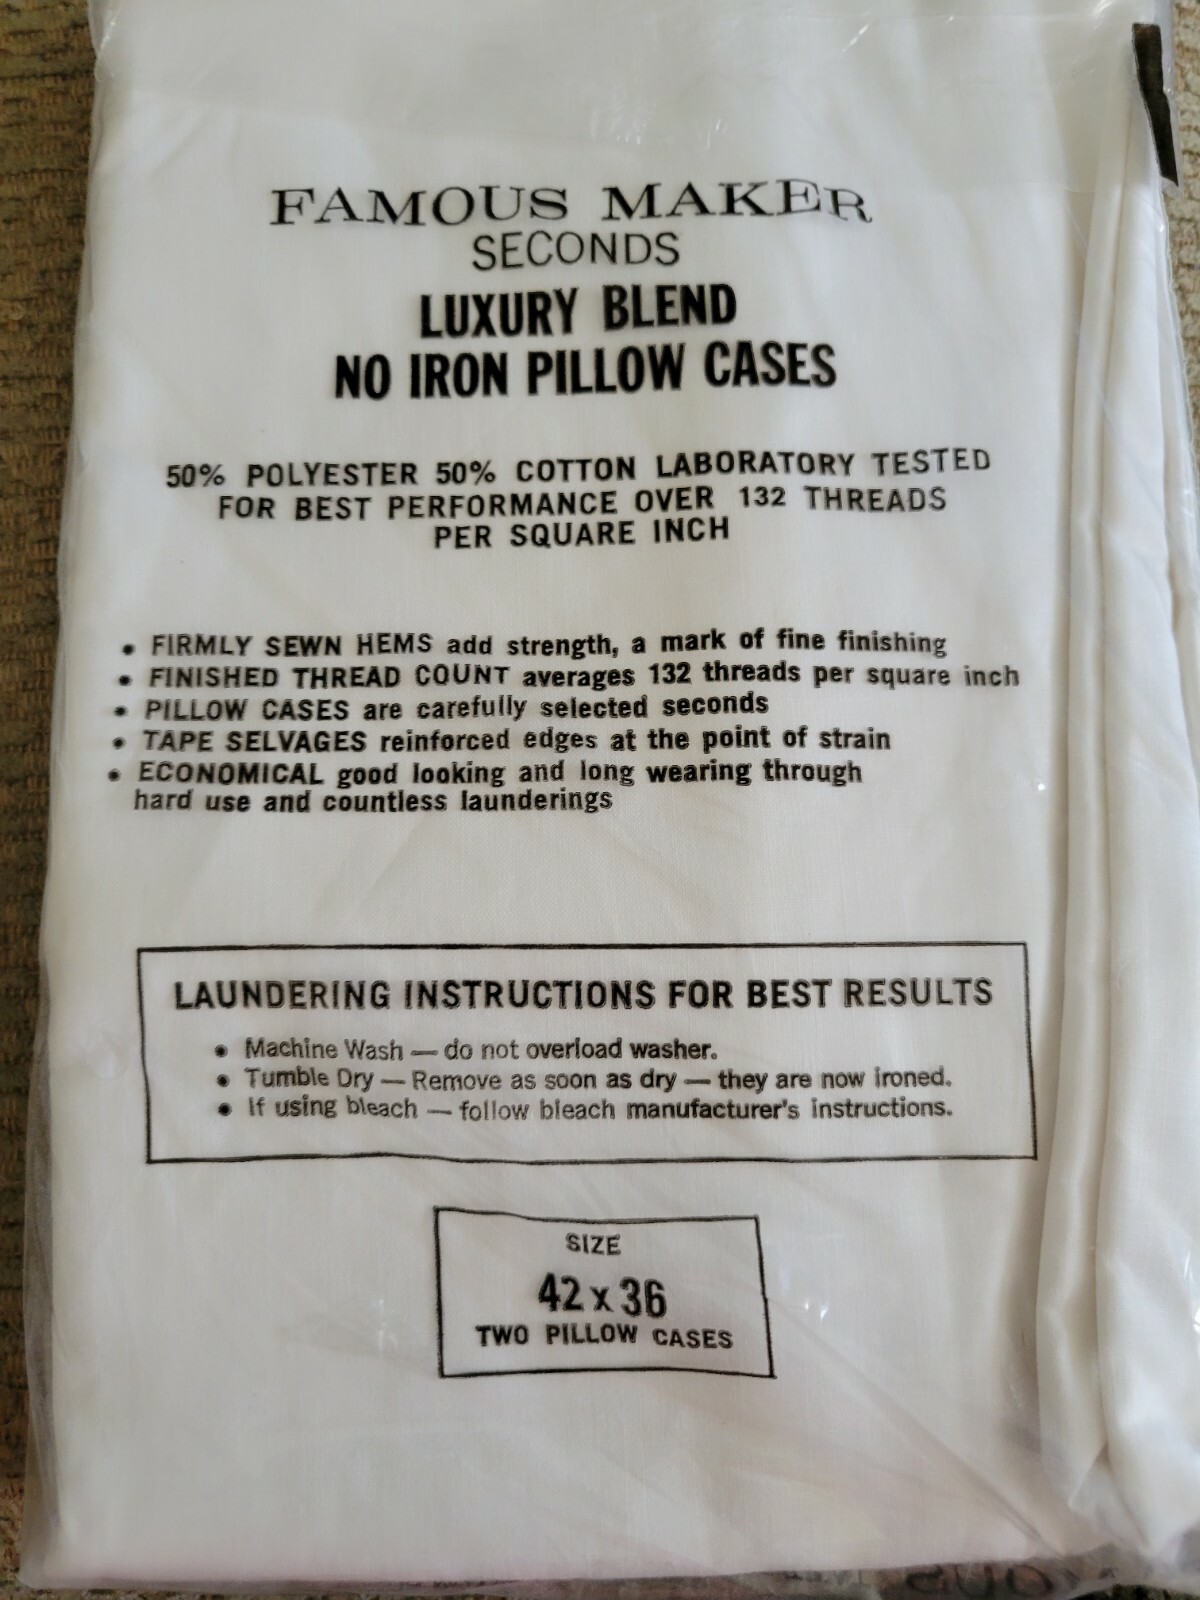 FAMOUS MAKER
SECONDS
LUXURY BLEND
NO IRON PILLOW CASES
50% POLYESTER 50% COTTON LABORATORY TESTED
FOR BEST PERFORMANCE OVER 132 THREADS
PER SQUARE INCH
• FIRMLY SEWN HEMS add strength, a mark of fine finishing
• FINISHED THREAD COUNT averages 132 threads per square inch
• PILLOW CASES are carefully selected seconds
• TAPE SELVAGES reinforced edges at the point of strain
• ECONOMICAL good looking and long wearing through
hard use and countless launderings
LAUNDERING INSTRUCTIONS FOR BEST RESULTS
• Machine Wash — do not overload washer.
• Tumble Dry — Remove as soon as dry — they are now ironed.
• If using bleach — follow bleach manufacturer's instructions.
SIZE
42 x 36
TWO PILLOW CASES